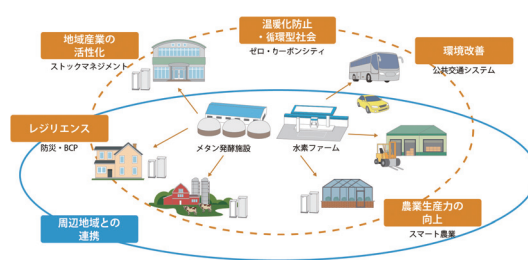 温暖化防止
・循環型社会
ゼロ・カーボンシティ
地域産業の
活性化
ストックマネジメント
環境改善
公共交通システム
レジリエンス
防災・BCP
メタン発酵施設
水素ファーム
周辺地域との
連携
農業生産力の
向上
スマート農業